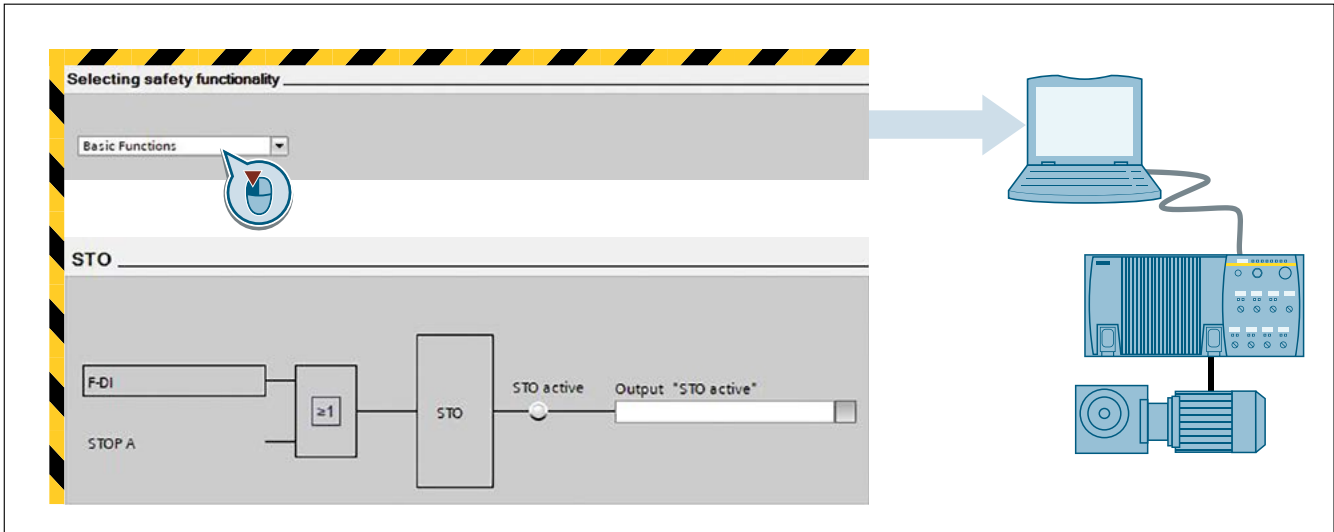 Selecting safety functionality
Basic Functions
STO
F-DI
≥1
STO
STO active
Output "STO active"
STOP A